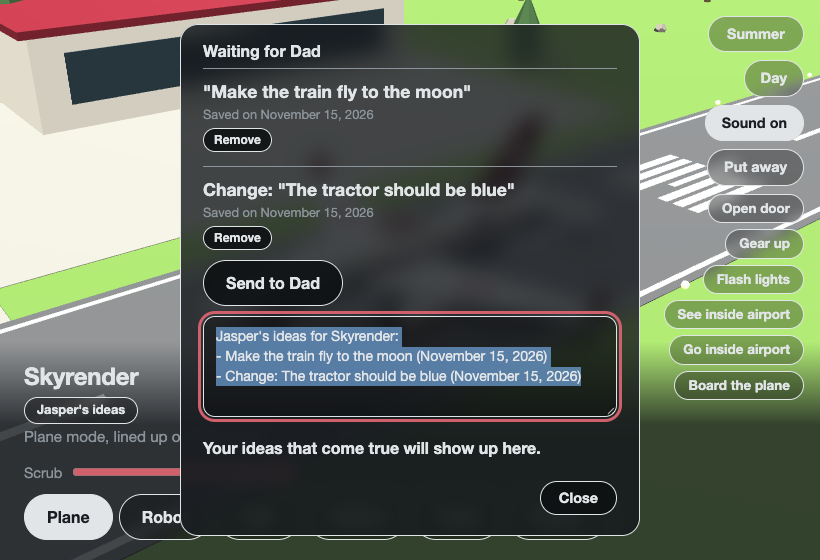 Waiting for Dad
"Make the train fly to the moon"
Saved on November 15, 2026
Remove
Change: "The tractor should be blue"
Saved on November 15, 2026
Remove
Send to Dad
Jasper's ideas for Skyrender:
- Make the train fly to the moon (November 15, 2026)
- Change: The tractor should be blue (November 15, 2026)
Your ideas that come true will show up here.
Close
Skyrender
Jasper's ideas
Plane mode, lined up o
Scrub
Plane
Robo
Summer
Day
Sound on
Put away
Open door
Gear up
Flash lights
See inside airport
Go inside airport
Board the plane